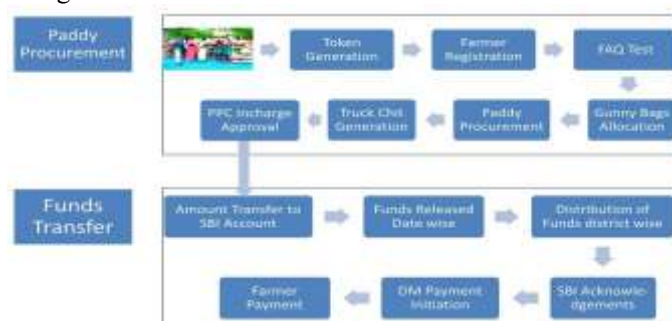 Paddy
Procurement
Token
Generation
Farmer
Registration
FAQ Test
PPC Incharge
Approval
Truck Chit
Generation
Paddy
Procurement
Gunny Bags
Allocation
Funds
Transfer
Amount Transfer to
SBI Account
Funds Released
Date wise
Distribution of
Funds district wise
Farmer
Payment
DM Payment
Initiation
SBI Acknowle-
dgements